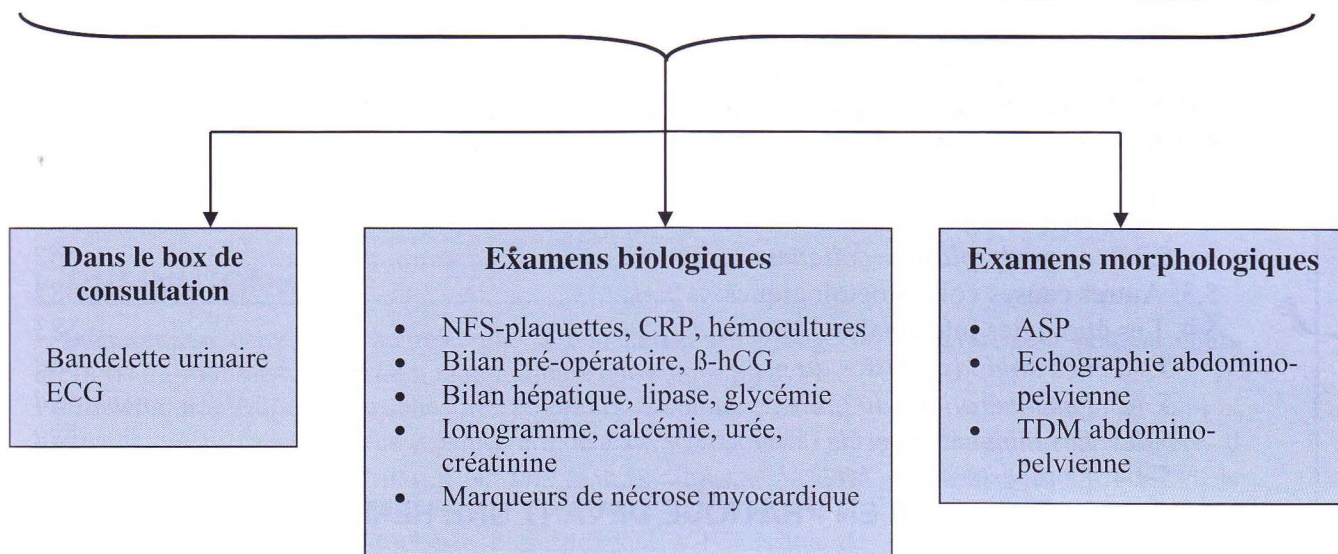 Dans le box de
consultation
Bandelette urinaire
ECG
Examens biologiques
• NFS-plaquettes, CRP, hémocultures
• Bilan pré-opératoire, ß-hCG
• Bilan hépatique, lipase, glycémie
• Ionogramme, calcémie, urée,
créatinine
• Marqueurs de nécrose myocardique
Examens morphologiques
• ASP
• Echographie abdomino-
pelvienne
• TDM abdomino-
pelvienne